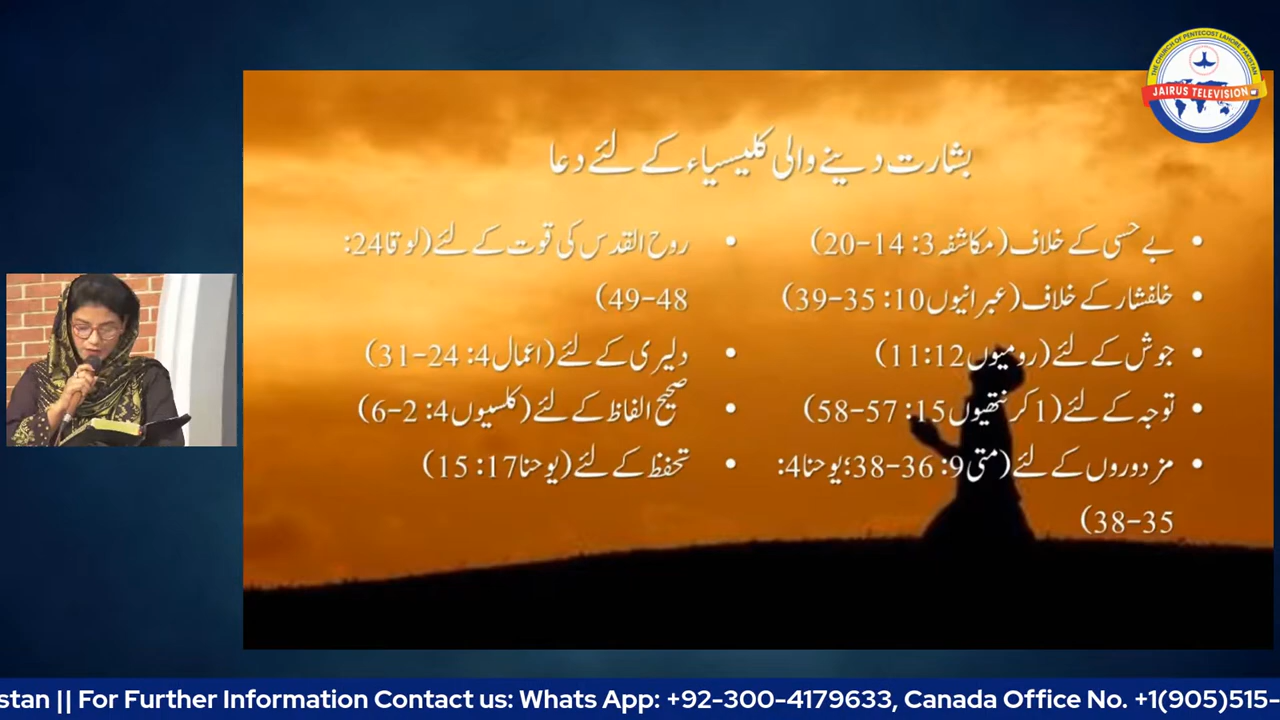 THE CHURCH OF PENTECOST LAHORE PAKISTAN
JAIRUS TELEVISION
بشارت دینے والی کلیسیاء کے لئے دعا
• بے حسی کے خلاف (مکاشفہ 3: 14-20)
• خلفشار کے خلاف (عبرانیوں 10: 35-39)
• جوش کے لئے (رومیوں 11:12)
• توجہ کے لئے (1 کرنتھیوں 15: 57-58)
• مزدوروں کے لئے (متی 9: 36-38؛ یوحنا 4:
35-38)
• روح القدس کی قوت کے لئے (لوقا 24:
48-49)
• دلیری کے لئے (اعمال 4: 24-31)
• صحیح الفاظ کے لئے (کلسیوں 4: 2-6)
• تحفظ کے لئے (یوحنا 17: 15)
stan || For Further Information Contact us: Whats App: +92-300-4179633, Canada Office No. +1(905)515-